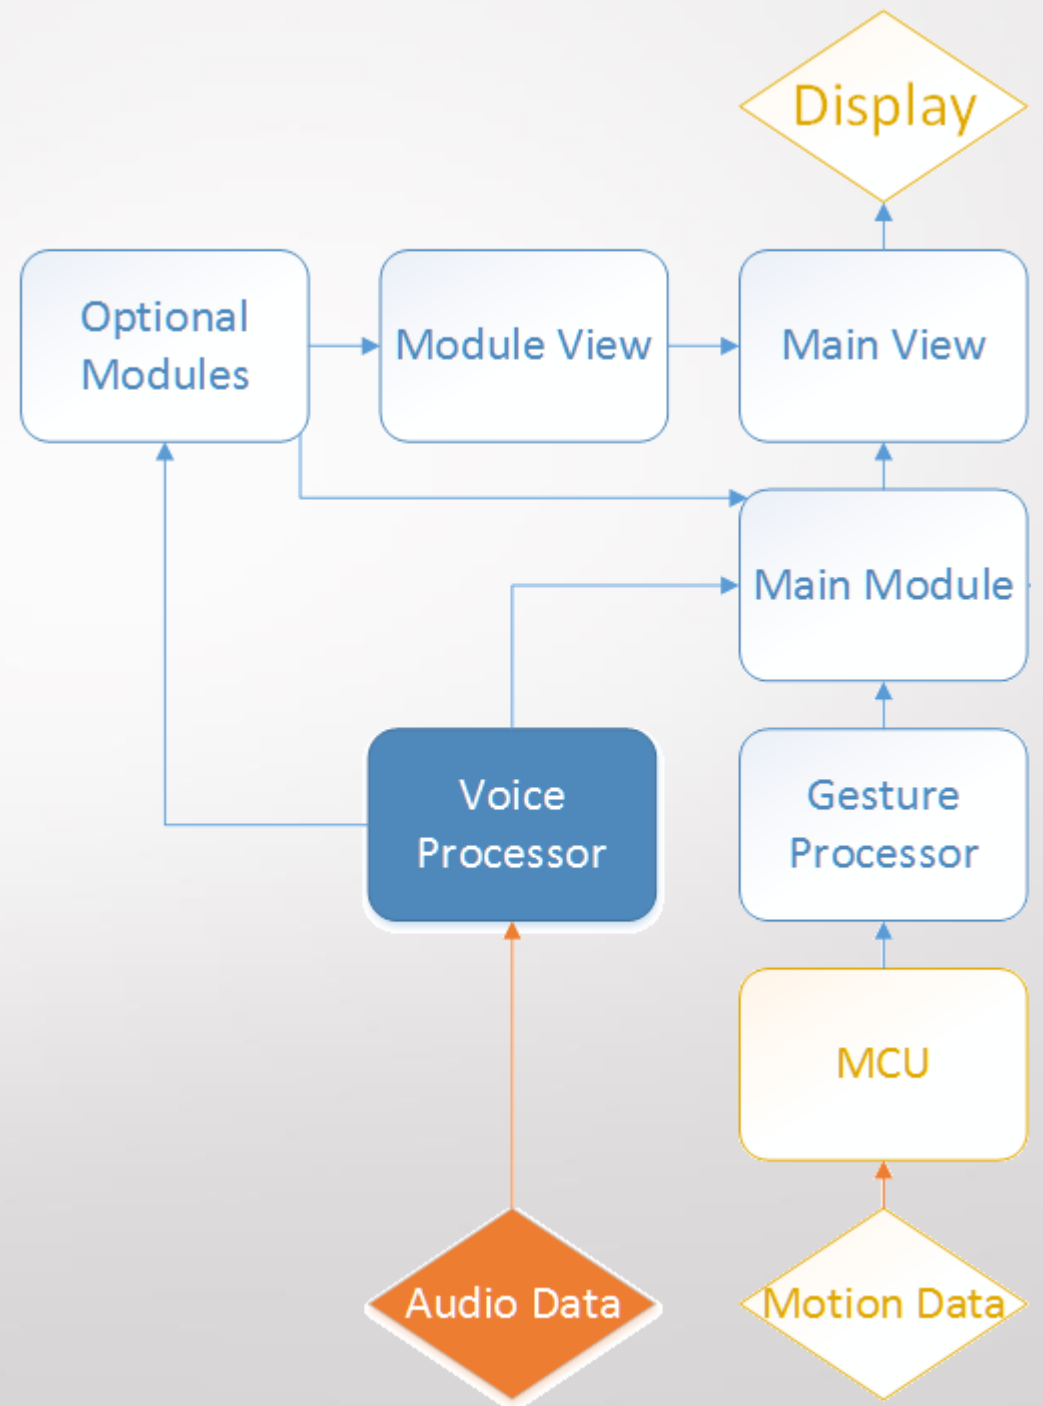 Display
Optional
Modules
Module View
Main View
Main Module
Voice
Processor
Gesture
Processor
MCU
Audio Data
Motion Data